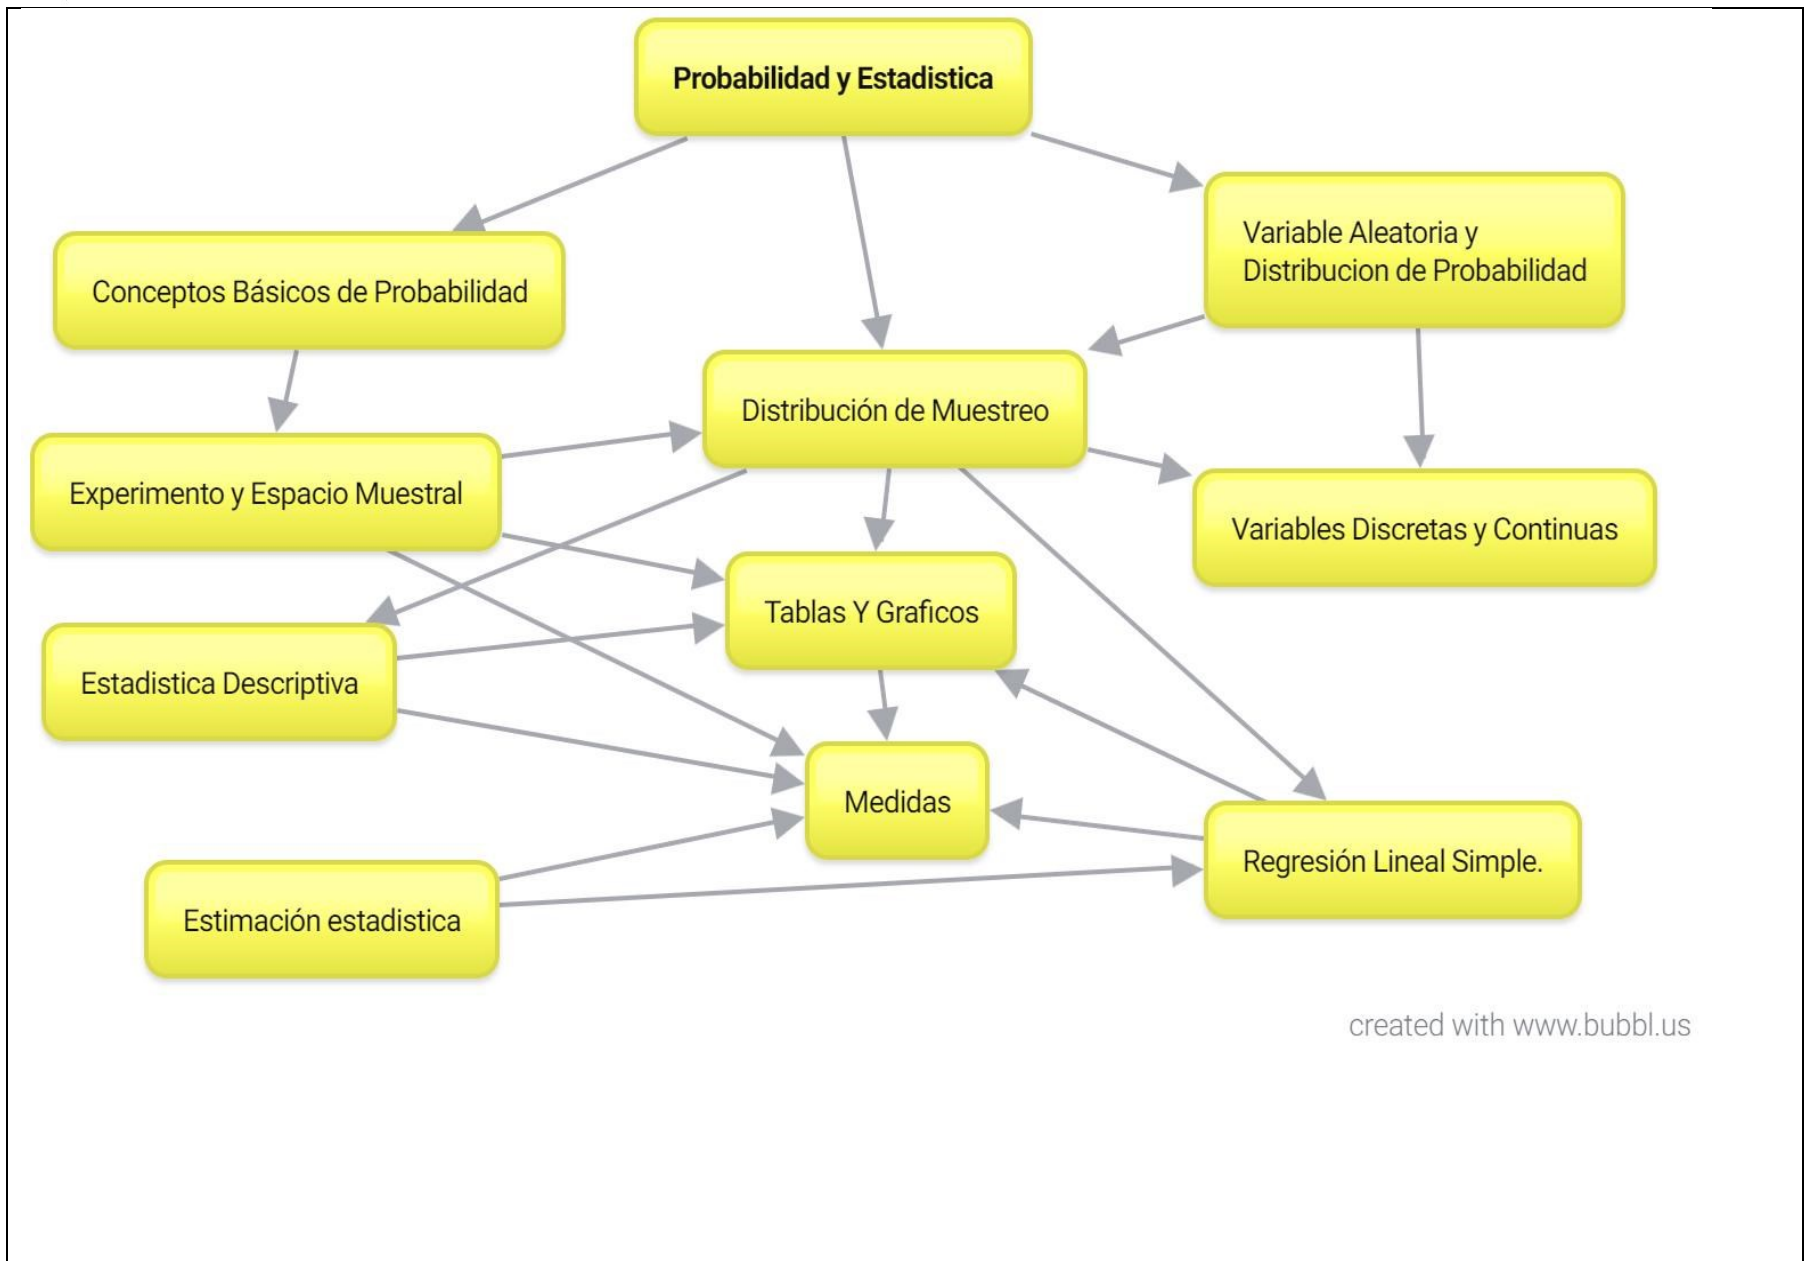 Probabilidad y Estadistica
Variable Aleatoria y
Distribucion de Probabilidad
Conceptos Básicos de Probabilidad
Distribución de Muestreo
Experimento y Espacio Muestral
Variables Discretas y Continuas
Tablas Y Graficos
Estadistica Descriptiva
Medidas
Regresión Lineal Simple.
Estimación estadistica
created with www.bubbl.us